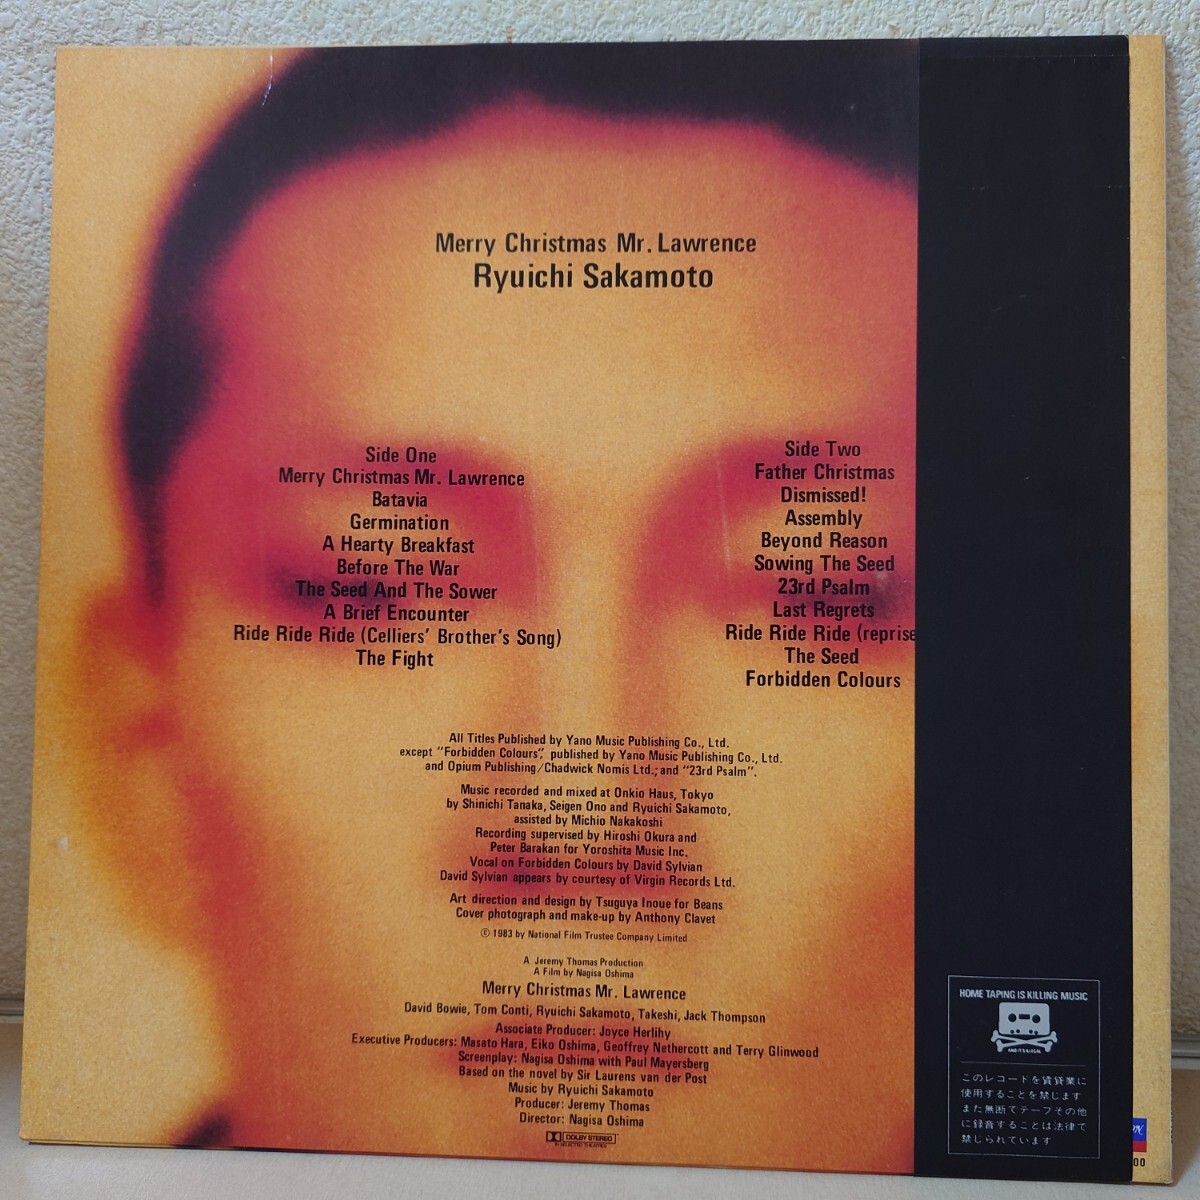 Merry Christmas Mr. Lawrence
Ryuichi Sakamoto
Side One
Merry Christmas Mr. Lawrence
Batavia
Germination
A Hearty Breakfast
Before The War
The Seed And The Sower
A Brief Encounter
Ride Ride Ride (Celliers' Brother's Song)
The Fight
Side Two
Father Christmas
Dismissed!
Assembly
Beyond Reason
Sowing The Seed
23rd Psalm
Last Regrets
Ride Ride Ride (reprise
The Seed
Forbidden Colours
All Titles Published by Yano Music Publishing Co., Ltd.
except "Forbidden Colours", published by Yano Music Publishing Co., Ltd.
and Opium Publishing/Chadwick Nomis Ltd.; and "23rd Psalm".
Music recorded and mixed at Onkio Haus, Tokyo
by Shinichi Tanaka, Seigen Ono and Ryuichi Sakamoto,
assisted by Michio Nakakoshi
Recording supervised by Hiroshi Okura and
Peter Barakan for Yoroshita Music Inc.
Vocal on Forbidden Colours by David Sylvian
David Sylvian appears by courtesy of Virgin Records Ltd.
Art direction and design by Tsuguya Inoue for Beans
Cover photograph and make-up by Anthony Clavet
Ⓒ 1983 by National Film Trustee Company Limited
A Jeremy Thomas Production
A Film by Nagisa Oshima
Merry Christmas Mr. Lawrence
David Bowie, Tom Conti, Ryuichi Sakamoto, Takeshi, Jack Thompson
Associate Producer: Joyce Herlihy
Executive Producers: Masato Hara, Eiko Oshima, Geoffrey Nethercott and Terry Glinwood
Screenplay: Nagisa Oshima with Paul Mayersberg
Based on the novel by Sir Laurens van der Post
Music by Ryuichi Sakamoto
Producer: Jeremy Thomas
Director: Nagisa Oshima
DOLBY STEREO
IN SELECTED THEATRES
HOME TAPING IS KILLING MUSIC
AND IT'S ILLEGAL
このレコードを賃貸業に
使用することを禁じます
また無断でテープその他
に録音することは法律で
禁じられています
ON
00